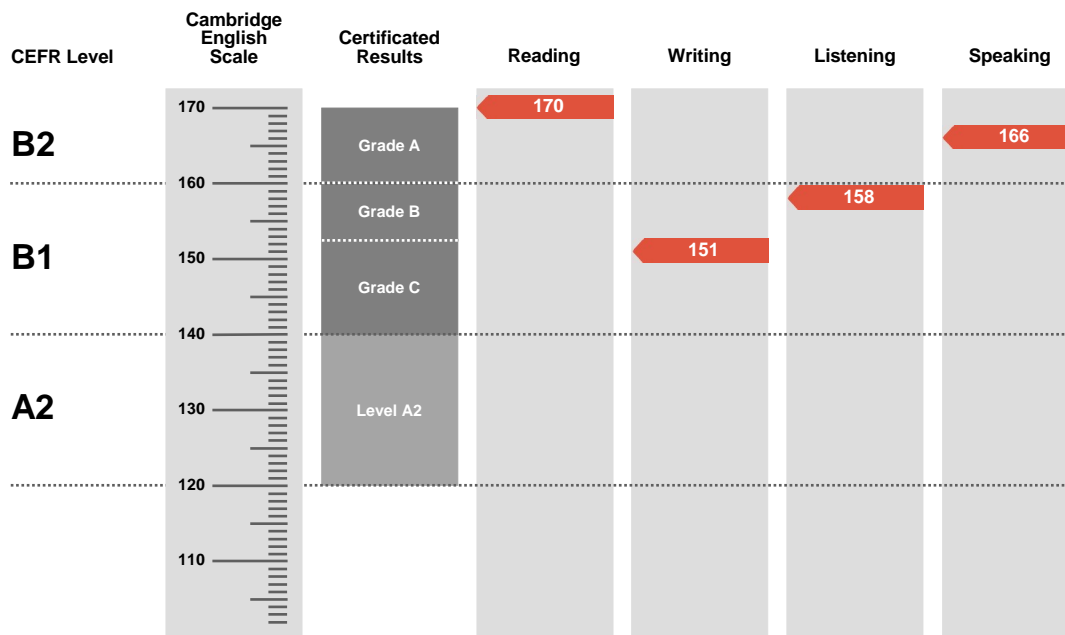 CEFR Level
Cambridge
English
Scale
Certificated
Results
Reading
Writing
Listening
Speaking
170
170
B2
Grade A
166
160
Grade B
158
B1
150
151
Grade C
140
A2
130
Level A2
120
110